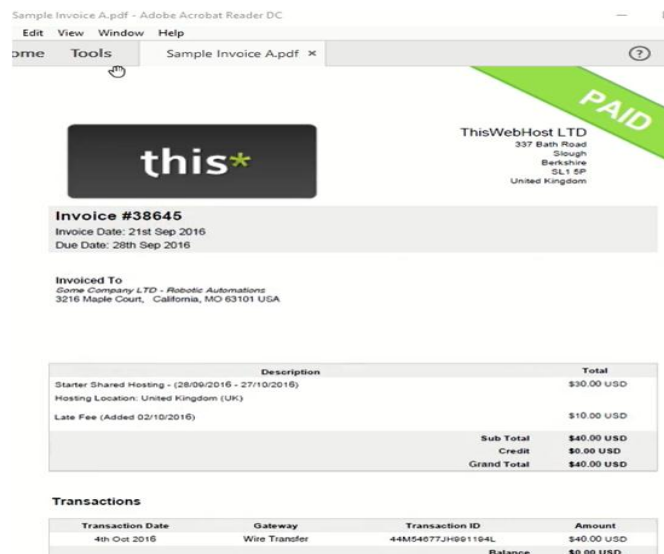 Sample Invoice A.pdf - Adobe Acrobat Reader DC
Edit View Window Help
ome Tools Sample Invoice A.pdf ×
?
PAID
this*
ThisWebHost LTD
337 Bath Road
Slough
Berkshire
SL1 5P
United Kingdom
Invoice #38645
Invoice Date: 21st Sep 2016
Due Date: 28th Sep 2016
Invoiced To
Some Company LTD - Robotic Automations
3216 Maple Court, California, MO 63101 USA
Description Total
Starter Shared Hosting - (28/09/2016 - 27/10/2016) $30.00 USD
Hosting Location: United Kingdom (UK)
Late Fee (Added 02/10/2016) $10.00 USD
Sub Total $40.00 USD
Credit $0.00 USD
Grand Total $40.00 USD
Transactions
Transaction Date Gateway Transaction ID Amount
4th Oct 2016 Wire Transfer 44M54677JH991194L $40.00 USD
Balance $0.00 USD